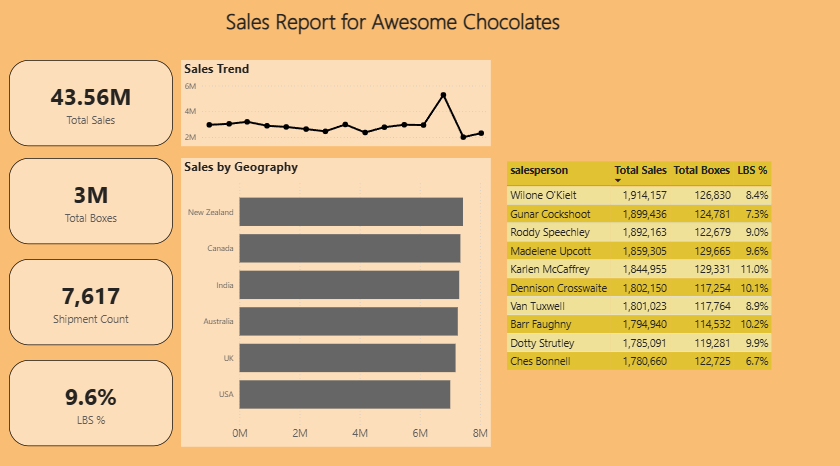 Sales Report for Awesome Chocolates
43.56M
Total Sales
3M
Total Boxes
7,617
Shipment Count
9.6%
LBS %
Sales Trend
6M
4M
2M
Sales by Geography
New Zealand
Canada
India
Australia
UK
USA
0M 2M 4M 6M 8M
salesperson Total Sales Total Boxes LBS %
Wilone O'Kielt 1,914,157 126,830 8.4%
Gunar Cockshoot 1,899,436 124,781 7.3%
Roddy Speechley 1,892,163 122,679 9.0%
Madelene Upcott 1,859,305 129,665 9.6%
Karlen McCaffrey 1,844,955 129,331 11.0%
Dennison Crosswaite 1,802,150 117,254 10.1%
Van Tuxwell 1,801,023 117,764 8.9%
Barr Faughny 1,794,940 114,532 10.2%
Dotty Strutley 1,785,091 119,281 9.9%
Ches Bonnell 1,780,660 122,725 6.7%